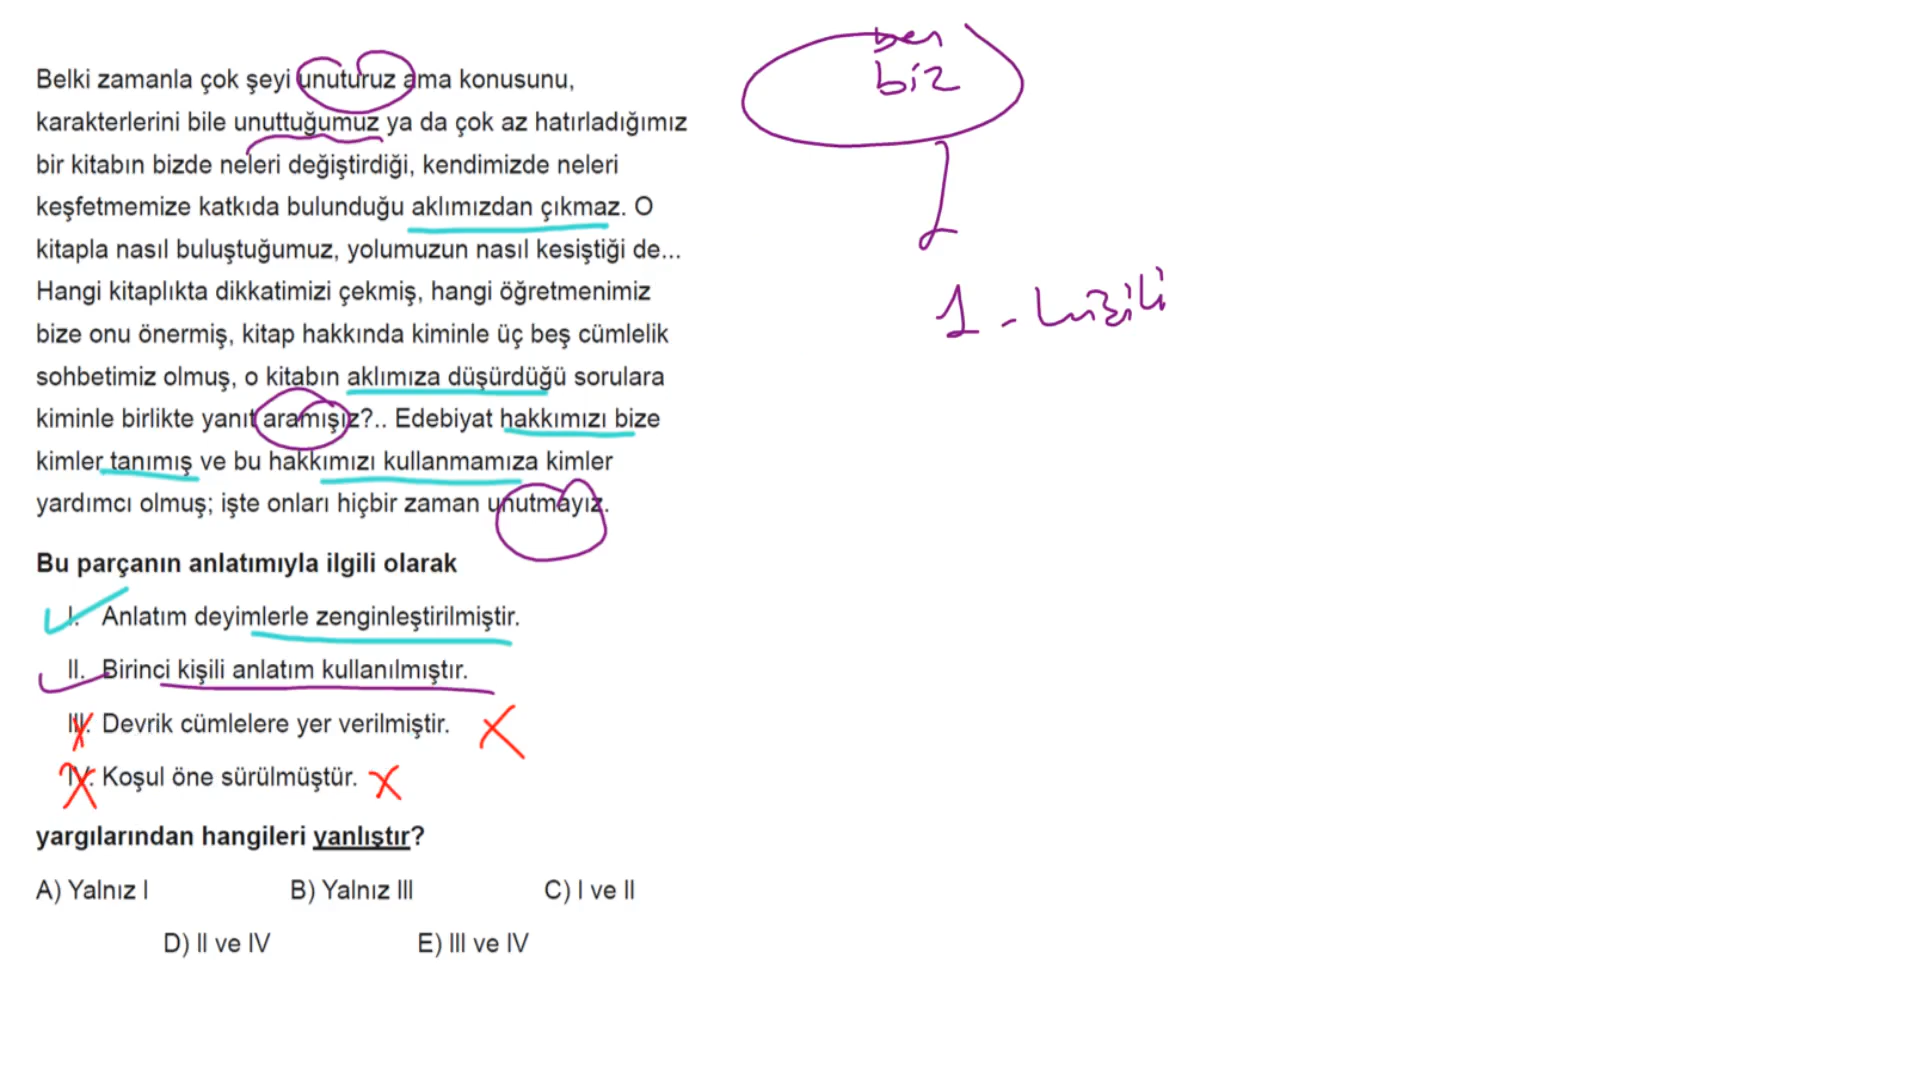 Belki zamanla çok şeyi unuturuz ama konusunu,
karakterlerini bile unuttuğumuz ya da çok az hatırladığımız
bir kitabın bizde neleri değiştirdiği, kendimizde neleri
keşfetmemize katkıda bulunduğu aklımızdan çıkmaz. O
kitapla nasıl buluştuğumuz, yolumuzun nasıl kesiştiği de...
Hangi kitaplıkta dikkatimizi çekmiş, hangi öğretmenimiz
bize onu önermiş, kitap hakkında kiminle üç beş cümlelik
sohbetimiz olmuş, o kitabın aklımıza düşürdüğü sorulara
kiminle birlikte yanıt aramışız?.. Edebiyat hakkımızı bize
kimler tanımış ve bu hakkımızı kullanmamıza kimler
yardımcı olmuş; işte onları hiçbir zaman unutmayız.
Bu parçanın anlatımıyla ilgili olarak
I. Anlatım deyimlerle zenginleştirilmiştir.
II. Birinci kişili anlatım kullanılmıştır.
III. Devrik cümlelere yer verilmiştir.
IV. Koşul öne sürülmüştür.
yargılarından hangileri yanlıştır?
A) Yalnız I B) Yalnız III C) I ve II
D) II ve IV E) III ve IV
ben
biz
1 - kişili